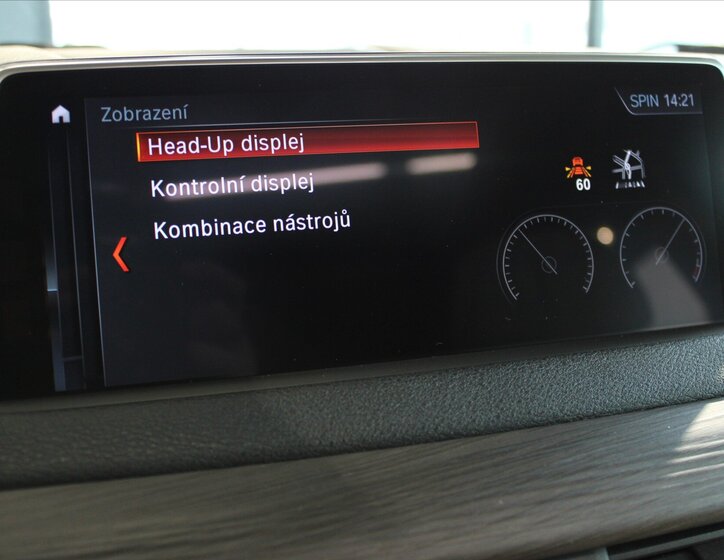 Zobrazení
SPIN 14:21
Head-Up displej
Kontrolní displej
Kombinace nástrojů
60